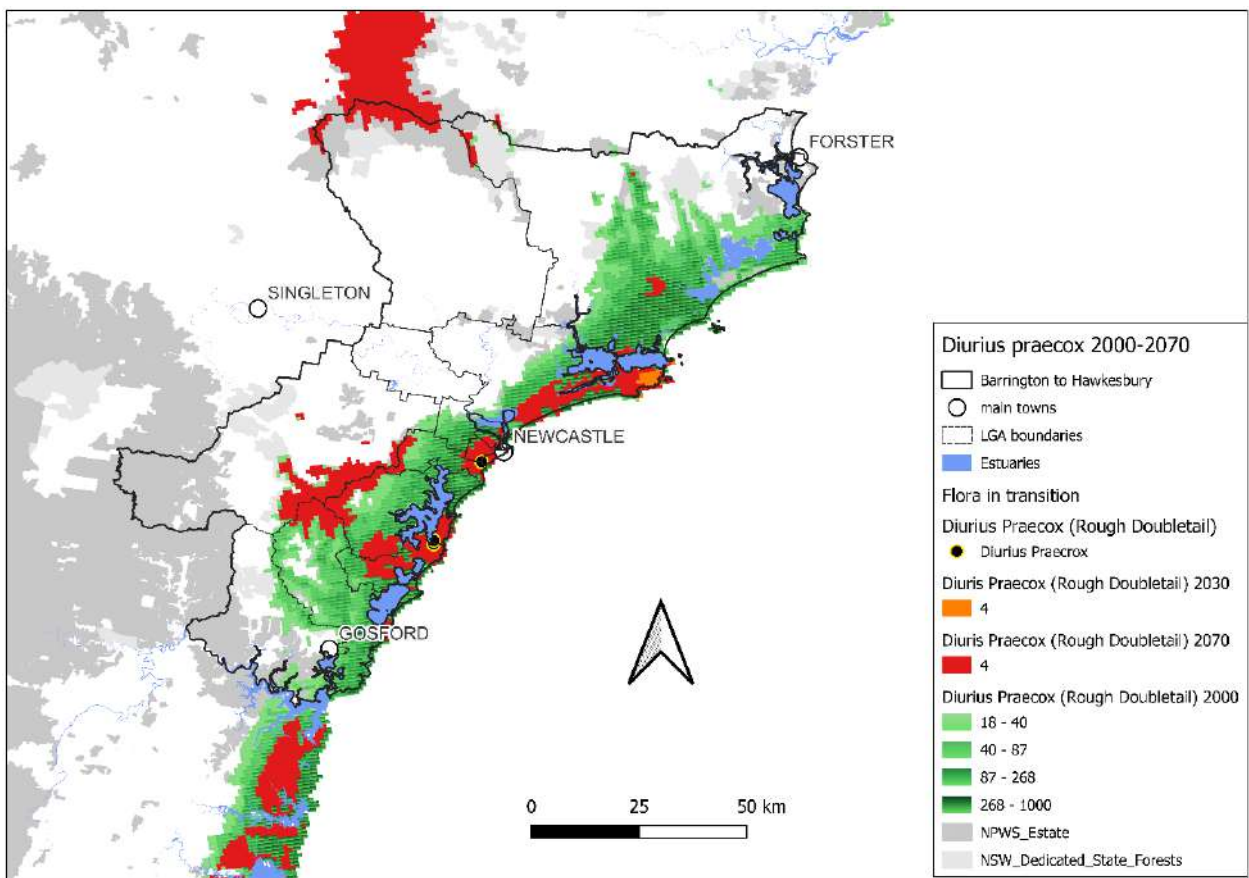 FORSTER
SINGLETON
NEWCASTLE
GOSFORD
0 25 50 km
Diurius praecox 2000-2070
Barrington to Hawkesbury
main towns
LGA boundaries
Estuaries
Flora in transition
Diurius Praecox (Rough Doubletail)
Diurius Praecrox
Diuris Praecox (Rough Doubletail) 2030
4
Diuris Praecox (Rough Doubletail) 2070
4
Diurius Praecox (Rough Doubletail) 2000
18 - 40
40 - 87
87 - 268
268 - 1000
NPWS_Estate
NSW_Dedicated_State_Forests